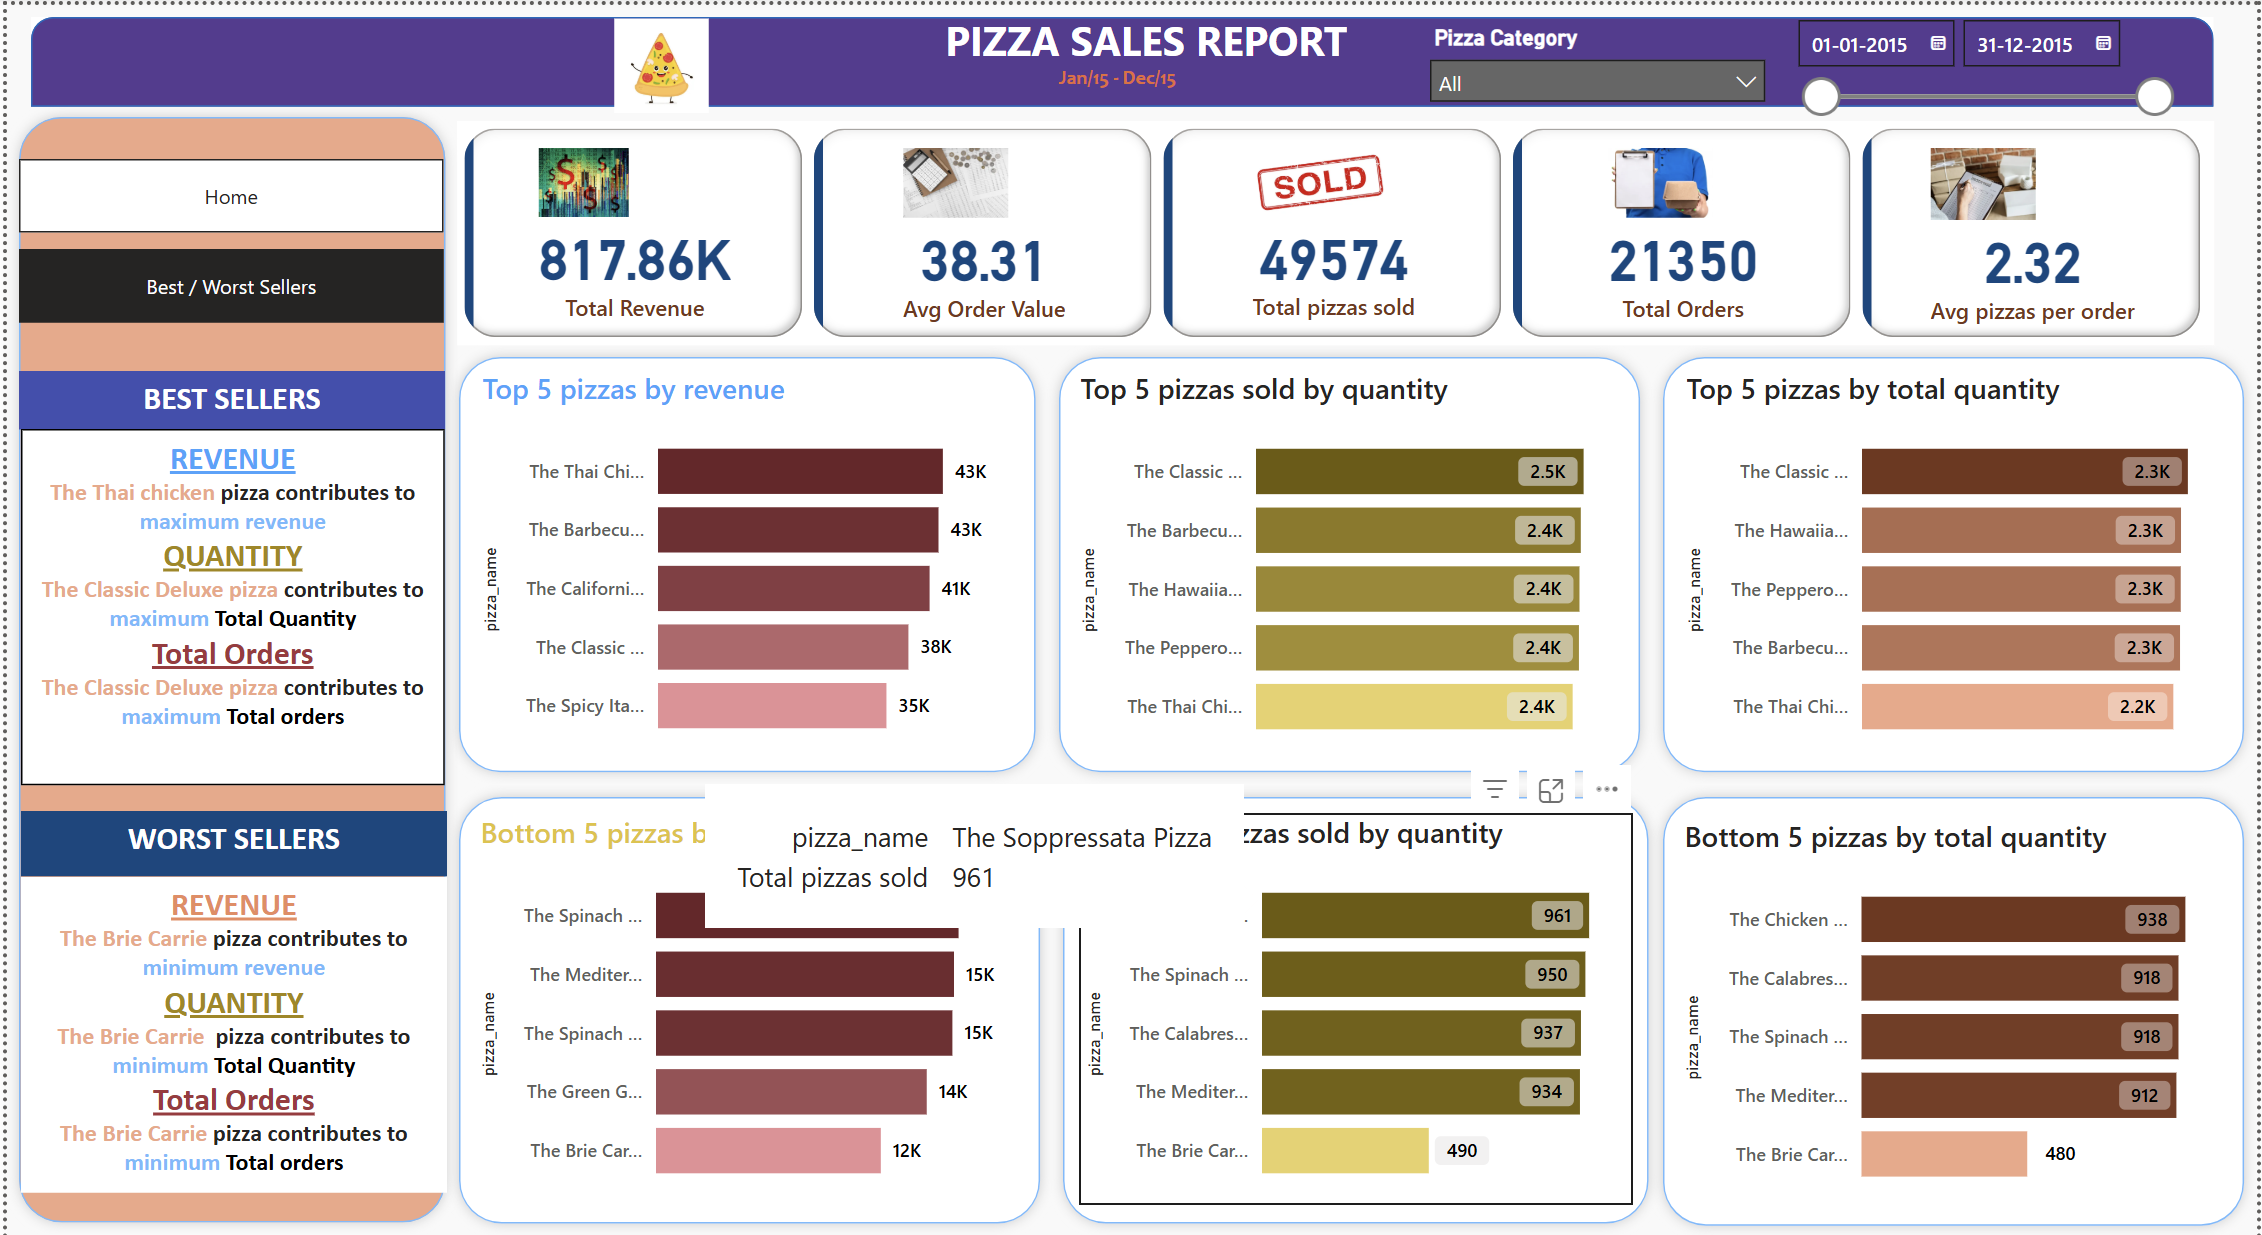 PIZZA SALES REPORT
Jan/15 - Dec/15
Pizza Category
All
01-01-2015
31-12-2015
Home
Best / Worst Sellers
817.86K
Total Revenue
38.31
Avg Order Value
SOLD
49574
Total pizzas sold
21350
Total Orders
2.32
Avg pizzas per order
BEST SELLERS
REVENUE
The Thai chicken pizza contributes to
maximum revenue
QUANTITY
The Classic Deluxe pizza contributes to
maximum Total Quantity
Total Orders
The Classic Deluxe pizza contributes to
maximum Total orders
WORST SELLERS
REVENUE
The Brie Carrie pizza contributes to
minimum revenue
QUANTITY
The Brie Carrie pizza contributes to
minimum Total Quantity
Total Orders
The Brie Carrie pizza contributes to
minimum Total orders
Top 5 pizzas by revenue
pizza_name
The Thai Chi... 43K
The Barbecu... 43K
The Californi... 41K
The Classic ... 38K
The Spicy Ita... 35K
Top 5 pizzas sold by quantity
pizza_name
The Classic ... 2.5K
The Barbecu... 2.4K
The Hawaiia... 2.4K
The Peppero... 2.4K
The Thai Chi... 2.4K
Top 5 pizzas by total quantity
pizza_name
The Classic ... 2.3K
The Hawaiia... 2.3K
The Peppero... 2.3K
The Barbecu... 2.3K
The Thai Chi... 2.2K
Bottom 5 pizzas b
pizza_name
The Spinach ...
The Mediter... 15K
The Spinach ... 15K
The Green G... 14K
The Brie Car... 12K
pizza_name The Soppressata Pizza
Total pizzas sold 961
zzas sold by quantity
pizza_name
. 961
The Spinach ... 950
The Calabres... 937
The Mediter... 934
The Brie Car... 490
Bottom 5 pizzas by total quantity
pizza_name
The Chicken ... 938
The Calabres... 918
The Spinach ... 918
The Mediter... 912
The Brie Car... 480